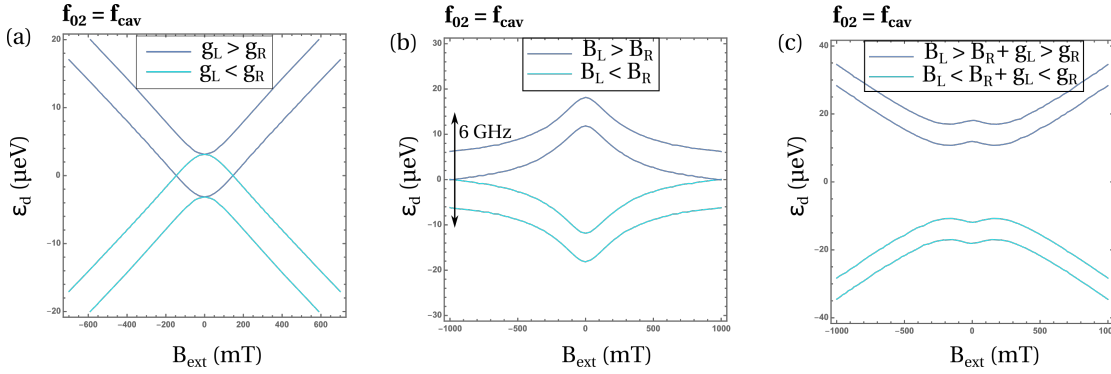 f02 = fcav
(a)
gL > gR
gL < gR
20
10
0
−10
−20
εd (µeV)
−600
−400
−200
0
200
400
600
Bext (mT)
f02 = fcav
(b)
BL > BR
BL < BR
6 GHz
30
20
10
0
−10
−20
−30
εd (µeV)
−1000
−500
0
500
1000
Bext (mT)
f02 = fcav
(c)
BL > BR + gL > gR
BL < BR + gL < gR
40
20
0
−20
−40
εd (µeV)
−1000
−500
0
500
1000
Bext (mT)